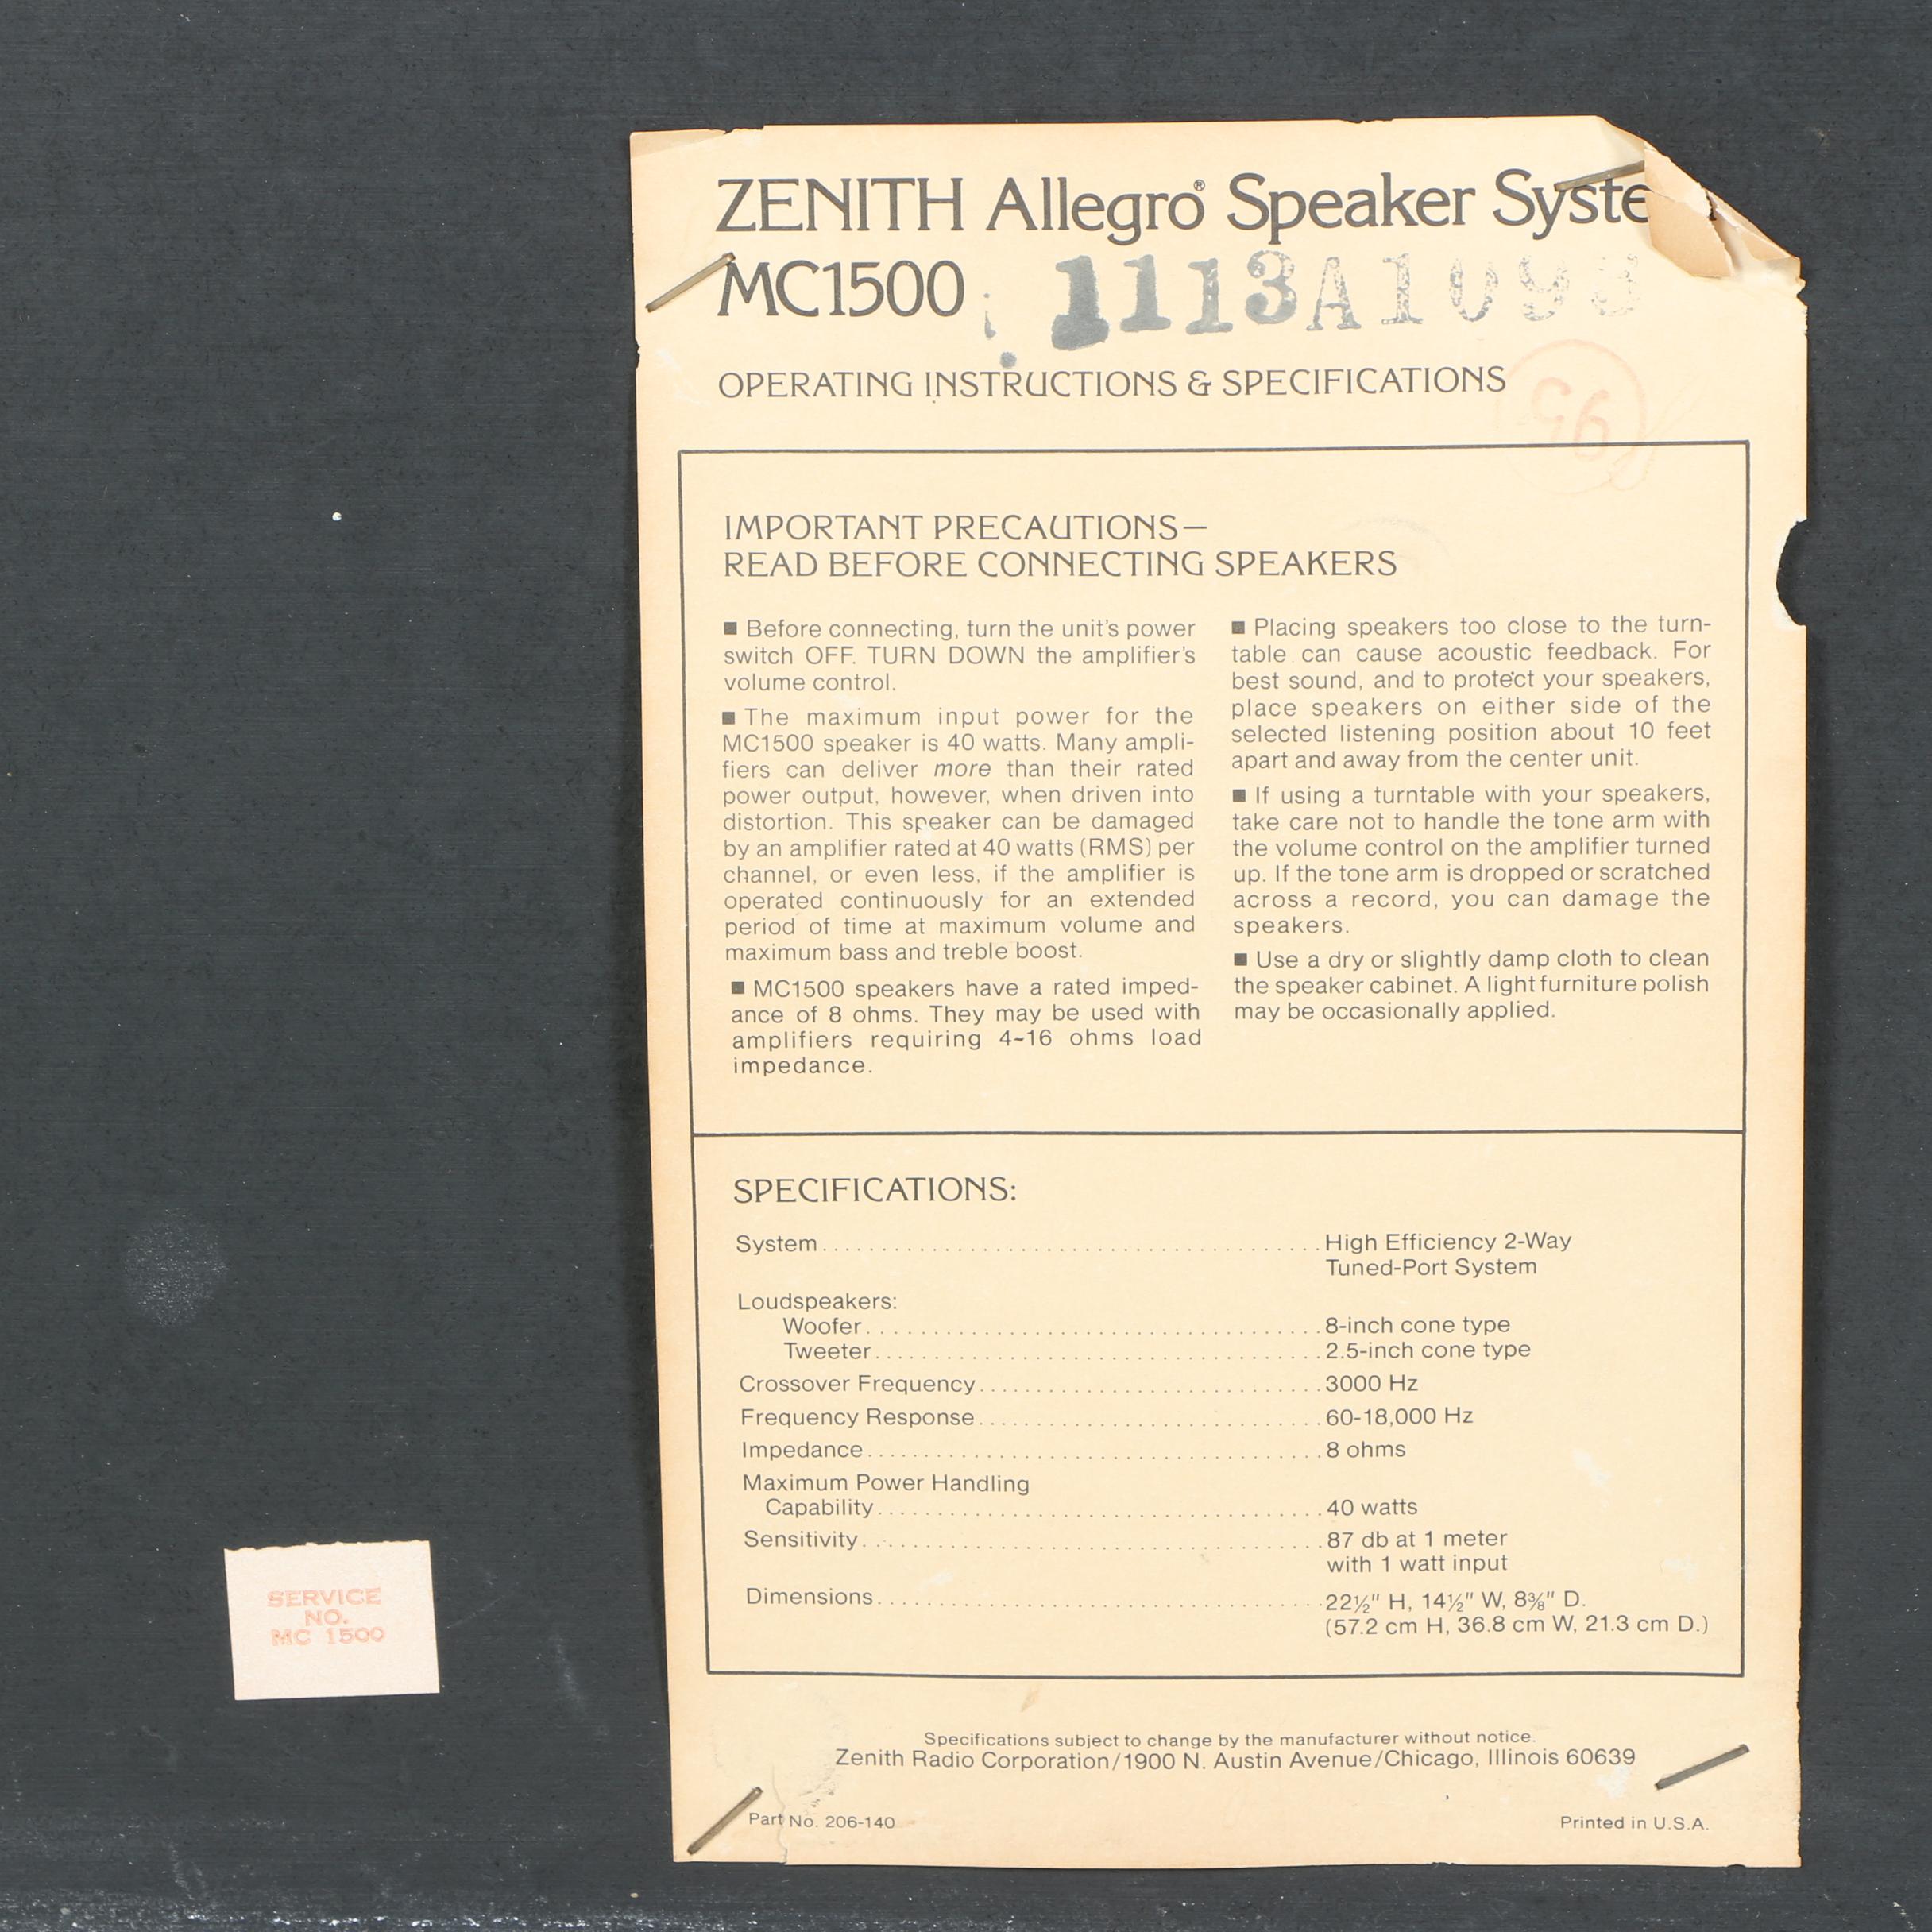 ZENITH Allegro® Speaker Syste
MC1500
1113A109
OPERATING INSTRUCTIONS & SPECIFICATIONS
95
IMPORTANT PRECAUTIONS—
READ BEFORE CONNECTING SPEAKERS
■ Before connecting, turn the unit's power
switch OFF. TURN DOWN the amplifier's
volume control.
■ The maximum input power for the
MC1500 speaker is 40 watts. Many ampli-
fiers can deliver more than their rated
power output, however, when driven into
distortion. This speaker can be damaged
by an amplifier rated at 40 watts (RMS) per
channel, or even less, if the amplifier is
operated continuously for an extended
period of time at maximum volume and
maximum bass and treble boost.
■ MC1500 speakers have a rated imped-
ance of 8 ohms. They may be used with
amplifiers requiring 4-16 ohms load
impedance.
■ Placing speakers too close to the turn-
table can cause acoustic feedback. For
best sound, and to protect your speakers,
place speakers on either side of the
selected listening position about 10 feet
apart and away from the center unit.
■ If using a turntable with your speakers,
take care not to handle the tone arm with
the volume control on the amplifier turned
up. If the tone arm is dropped or scratched
across a record, you can damage the
speakers.
■ Use a dry or slightly damp cloth to clean
the speaker cabinet. A light furniture polish
may be occasionally applied.
SPECIFICATIONS:
System........................................High Efficiency 2-Way
Tuned-Port System
Loudspeakers:
Woofer....................................8-inch cone type
Tweeter...................................2.5-inch cone type
Crossover Frequency...........................3000 Hz
Frequency Response...........................60-18,000 Hz
Impedance....................................8 ohms
Maximum Power Handling
Capability...................................40 watts
Sensitivity....................................87 db at 1 meter
with 1 watt input
Dimensions...................................22½" H, 14½" W, 8⅜" D.
(57.2 cm H, 36.8 cm W, 21.3 cm D.)
Specifications subject to change by the manufacturer without notice.
Zenith Radio Corporation/1900 N. Austin Avenue/Chicago, Illinois 60639
Part No. 206-140
Printed in U.S.A.
SERVICE
NO.
MC 1500